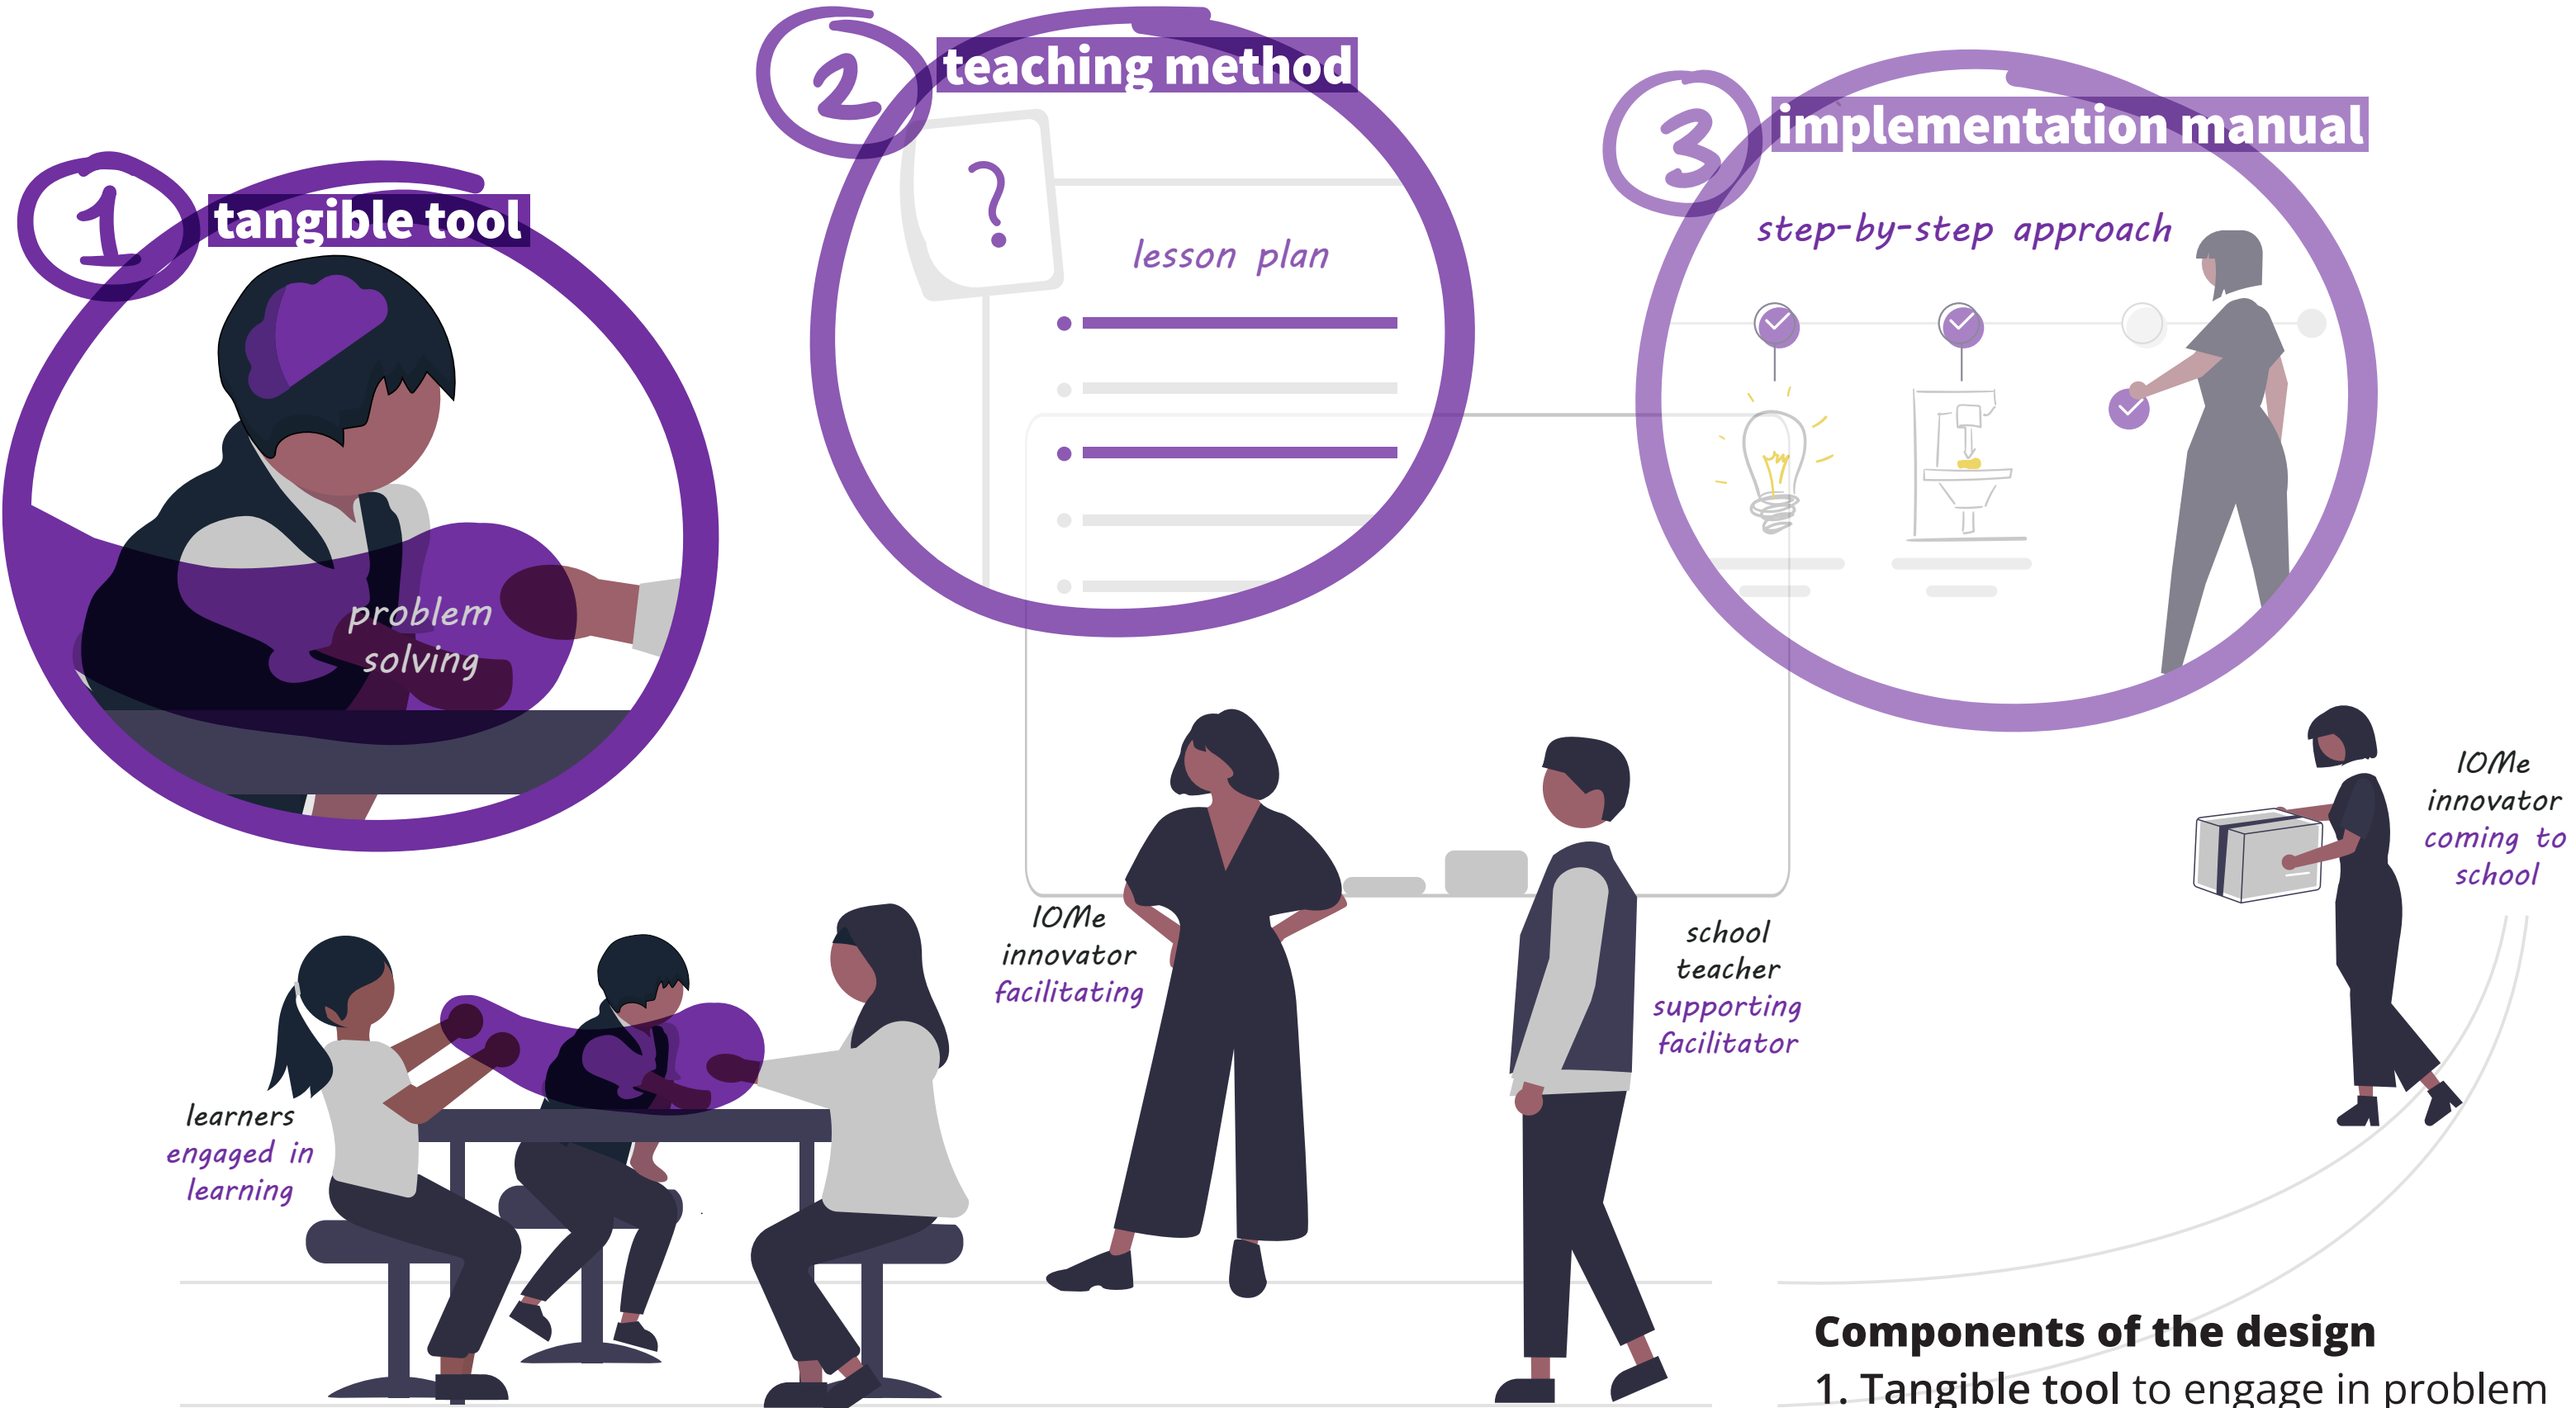 1
tangible tool
problem
solving
2
teaching method
?
lesson plan
3
implementation manual
step-by-step approach
learners
engaged in
learning
IOMe
innovator
facilitating
school
teacher
supporting
facilitator
IOMe
innovator
coming to
school
Components of the design
1. Tangible tool to engage in problem